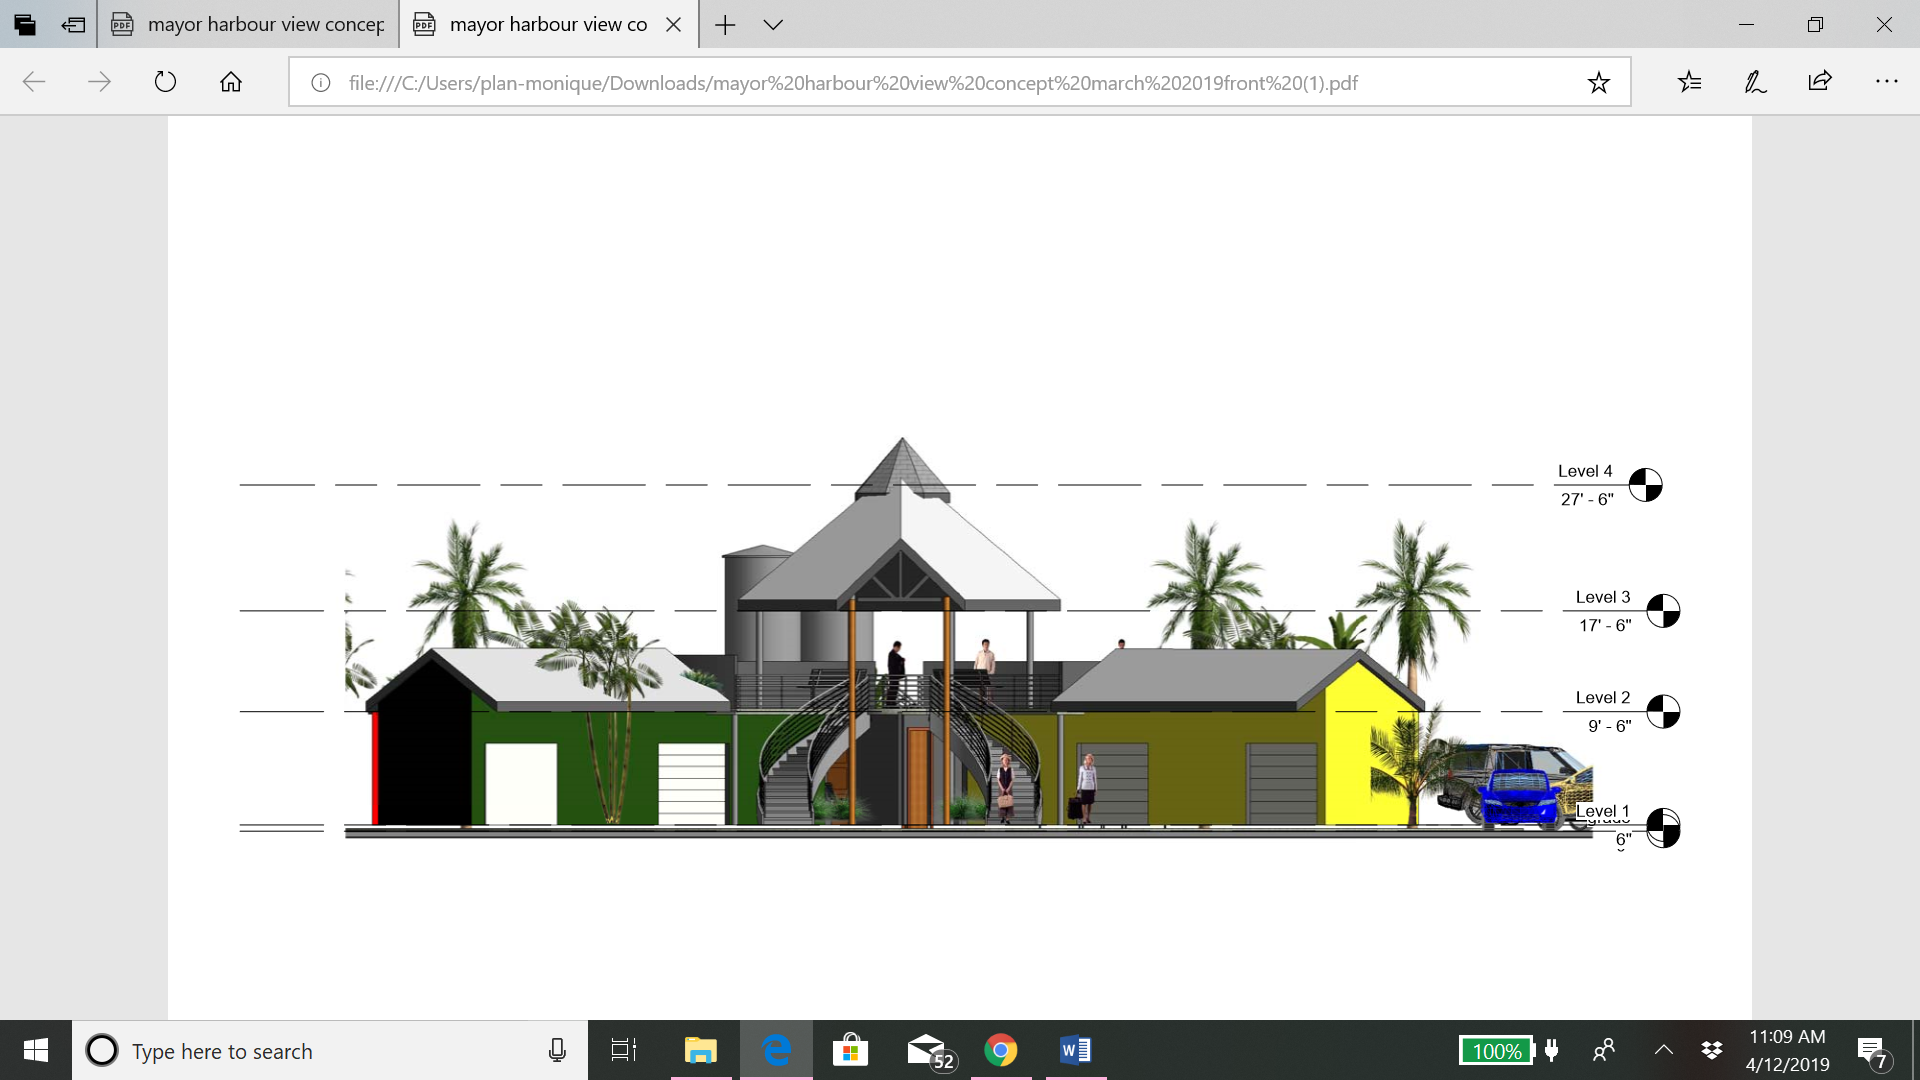 mayor harbour view concep
mayor harbour view co
file:///C:/Users/plan-monique/Downloads/mayor%20harbour%20view%20concept%20march%202019front%20(1).pdf
Level 4
27' - 6"
Level 3
17' - 6"
Level 2
9' - 6"
Level 1
6"
Type here to search
52
100%
11:09 AM
4/12/2019
7